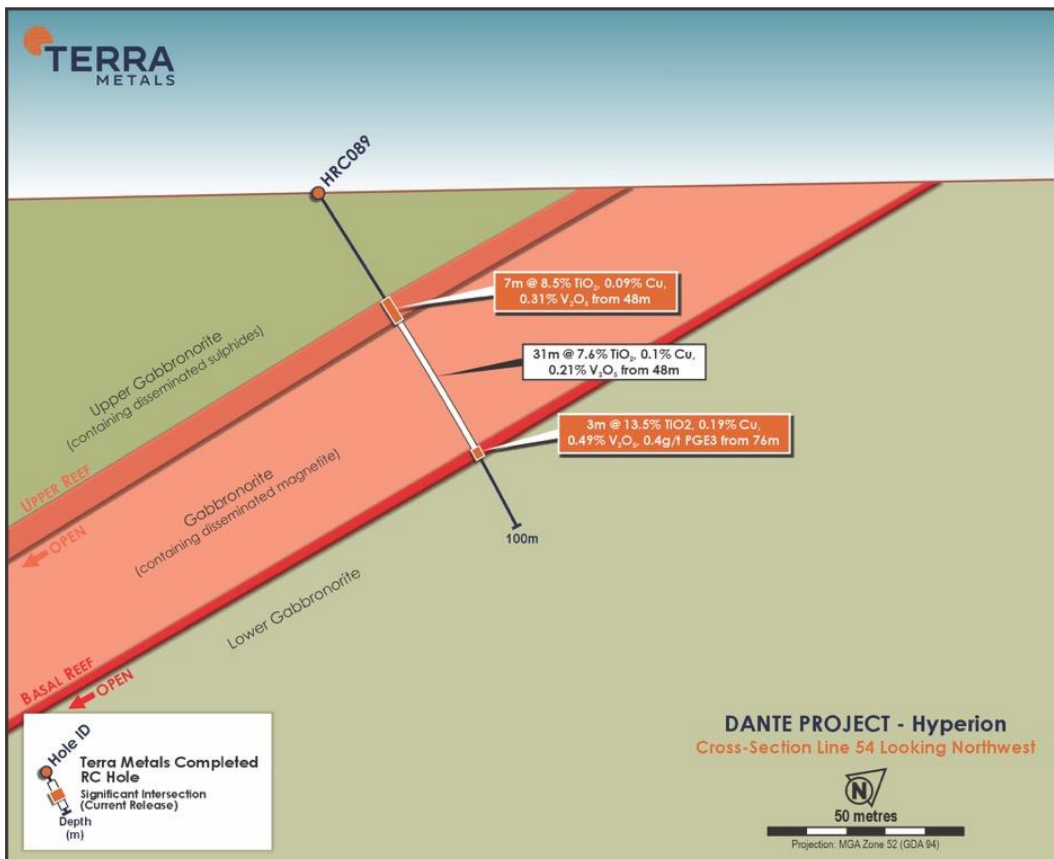 TERRA
METALS
HRC089
7m @ 8.5% TiO₂, 0.09% Cu,
0.31% V₂O₅ from 48m
31m @ 7.6% TiO₂, 0.1% Cu,
0.21% V₂O₅ from 48m
3m @ 13.5% TiO2, 0.19% Cu,
0.49% V₂O₅, 0.4g/t PGE3 from 76m
100m
Upper Gabbronorite
(containing disseminated sulphides)
UPPER REEF
OPEN
Gabbronorite
(containing disseminated magnetite)
Lower Gabbronorite
BASAL REEF
OPEN
Hole ID
Terra Metals Completed
RC Hole
Significant Intersection
(Current Release)
Depth
(m)
DANTE PROJECT - Hyperion
Cross-Section Line 54 Looking Northwest
N
50 metres
Projection: MGA Zone 52 (GDA 94)